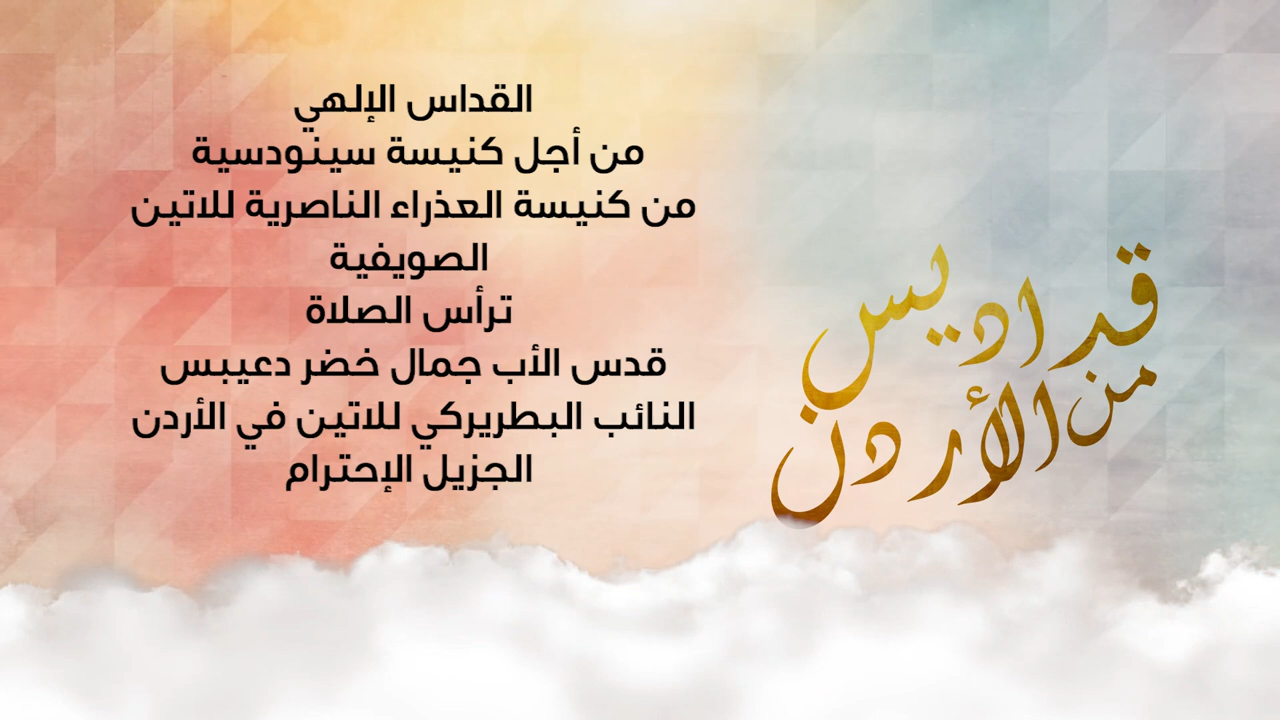 القداس الإلهي
من أجل كنيسة سينودسية
من كنيسة العذراء الناصرية للاتين
الصويفية
ترأس الصلاة
قدس الأب جمال خضر دعيبس
النائب البطريركي للاتين في الأردن
الجزيل الإحترام
قداديس
من الأردن